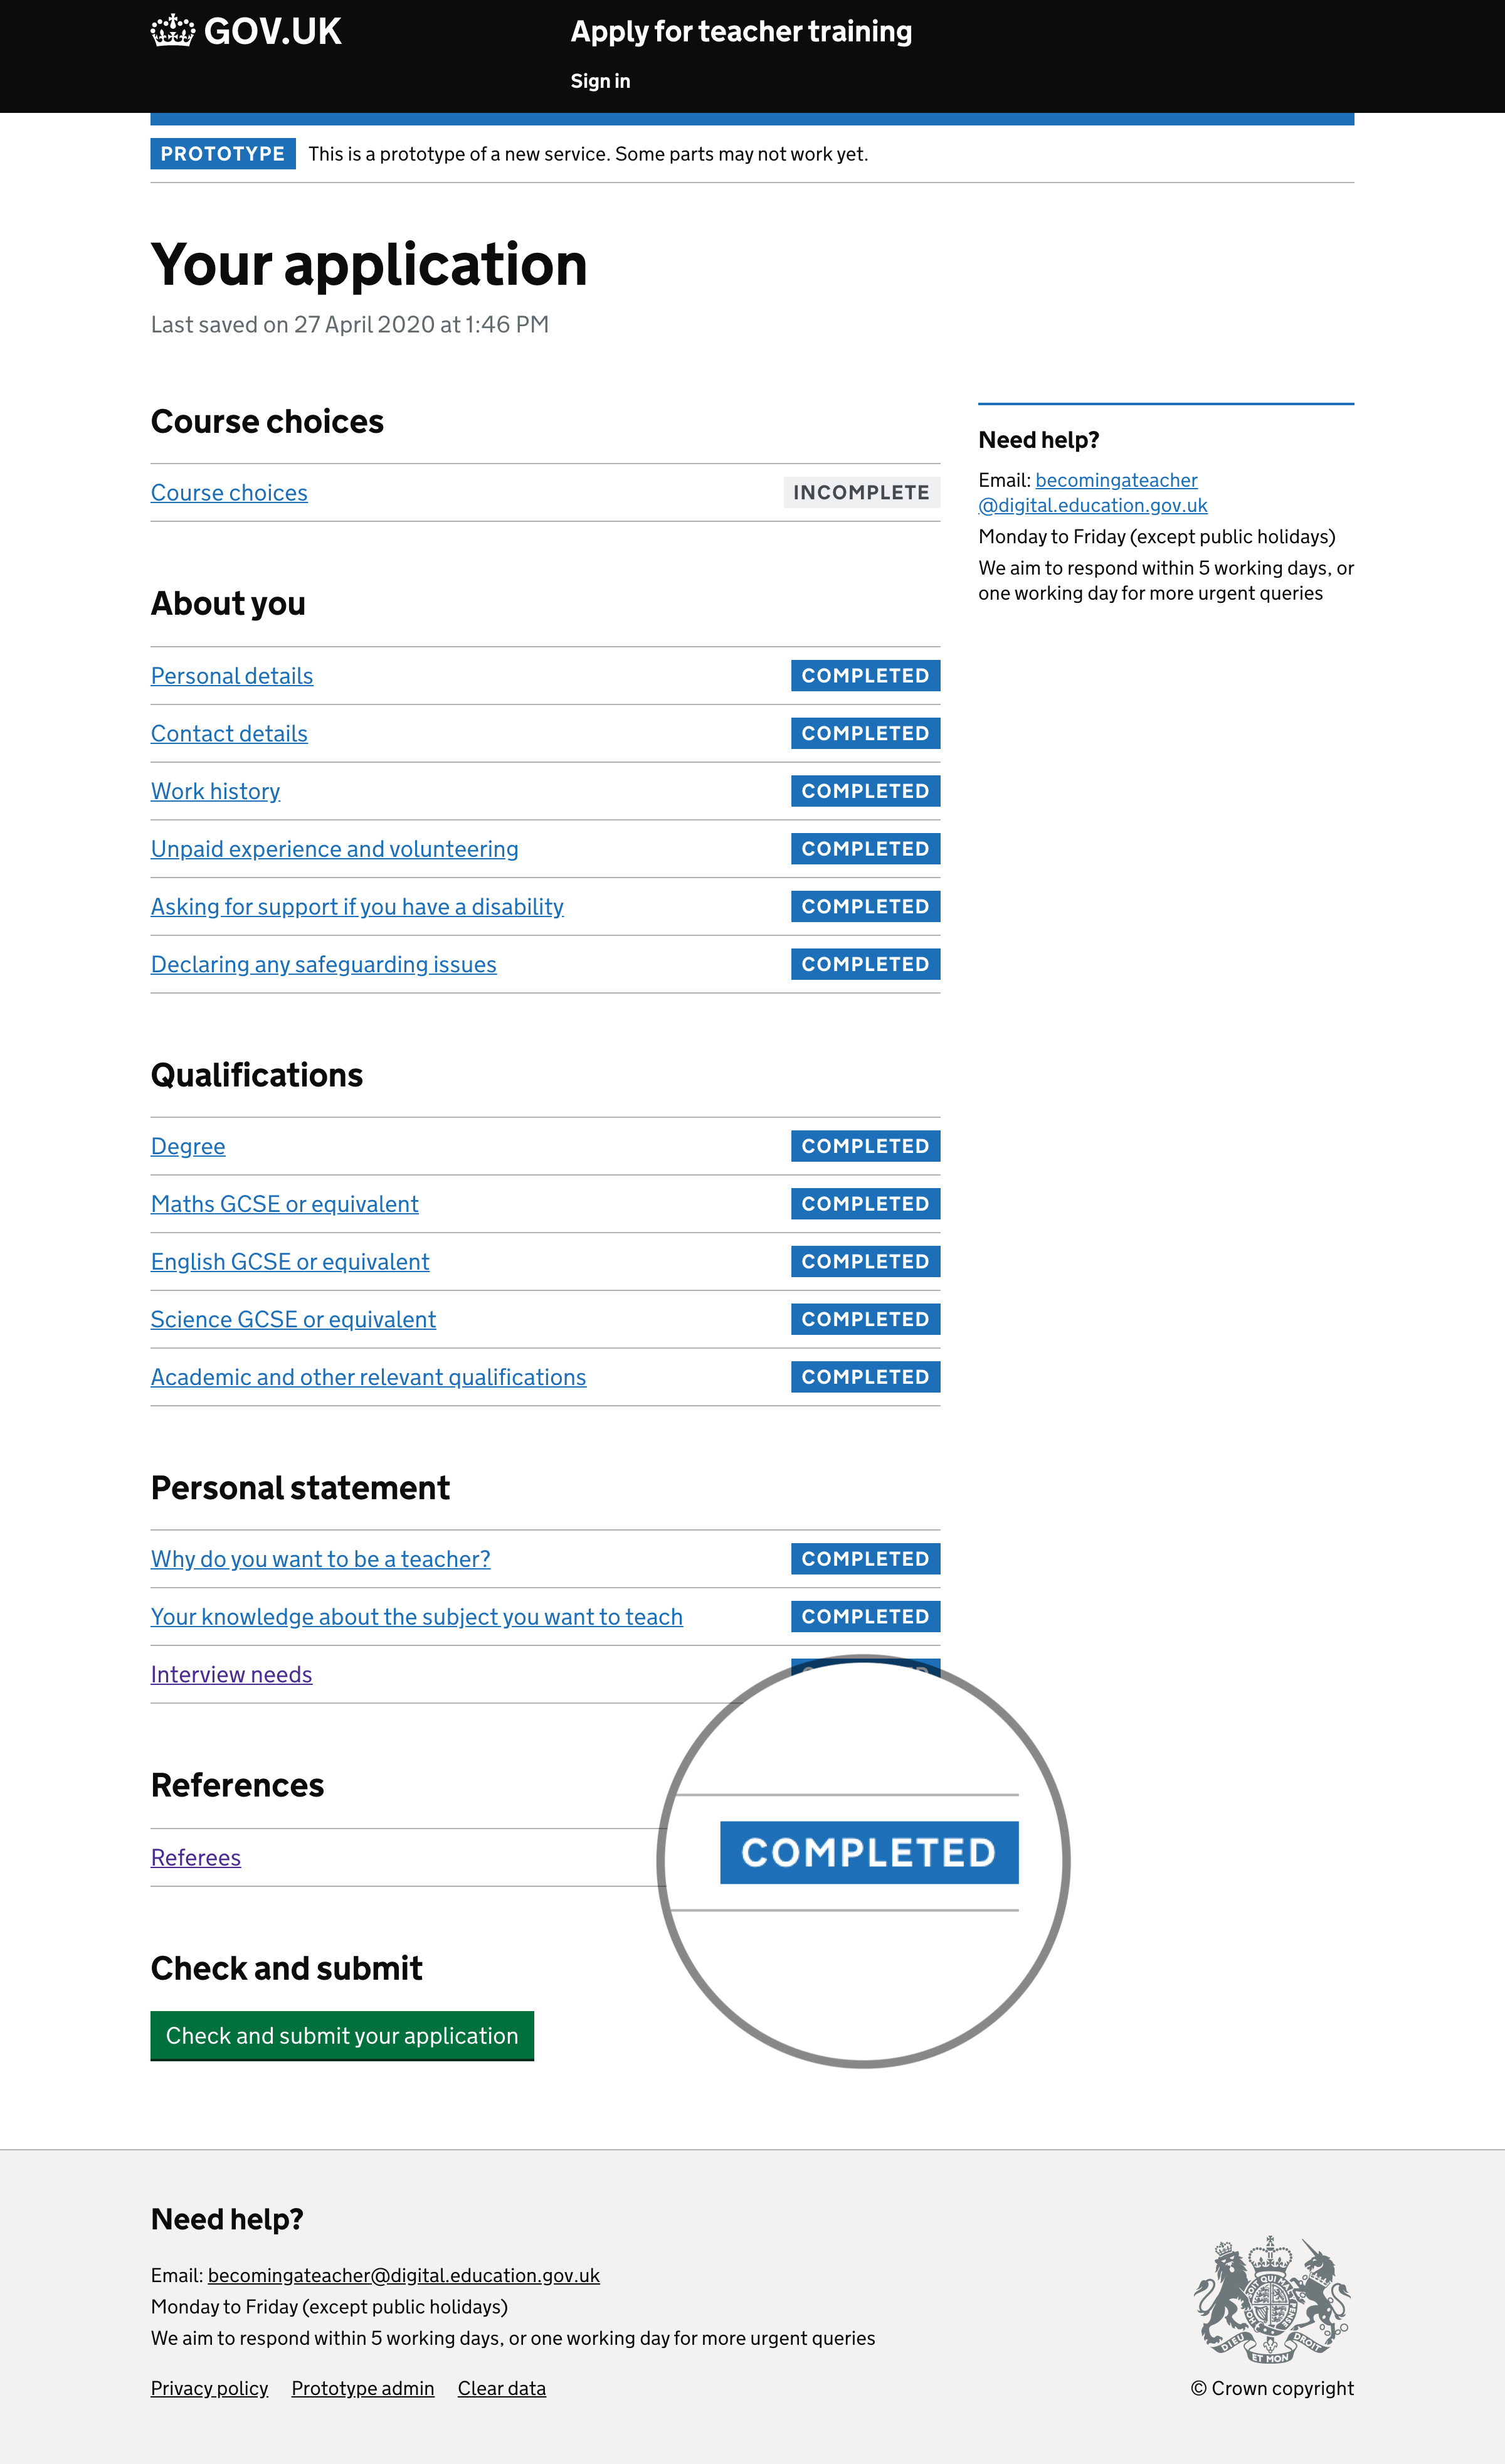 GOV.UK
Apply for teacher training
Sign in
PROTOTYPE This is a prototype of a new service. Some parts may not work yet.
Your application
Last saved on 27 April 2020 at 1:46 PM
Course choices
Course choices INCOMPLETE
Need help?
Email: becomingateacher
@digital.education.gov.uk
Monday to Friday (except public holidays)
We aim to respond within 5 working days, or
one working day for more urgent queries
About you
Personal details COMPLETED
Contact details COMPLETED
Work history COMPLETED
Unpaid experience and volunteering COMPLETED
Asking for support if you have a disability COMPLETED
Declaring any safeguarding issues COMPLETED
Qualifications
Degree COMPLETED
Maths GCSE or equivalent COMPLETED
English GCSE or equivalent COMPLETED
Science GCSE or equivalent COMPLETED
Academic and other relevant qualifications COMPLETED
Personal statement
Why do you want to be a teacher? COMPLETED
Your knowledge about the subject you want to teach COMPLETED
Interview needs
References
Referees COMPLETED
Check and submit
Check and submit your application
Need help?
Email: becomingateacher@digital.education.gov.uk
Monday to Friday (except public holidays)
We aim to respond within 5 working days, or one working day for more urgent queries
Privacy policy Prototype admin Clear data
DIEU ET MON DROIT
© Crown copyright